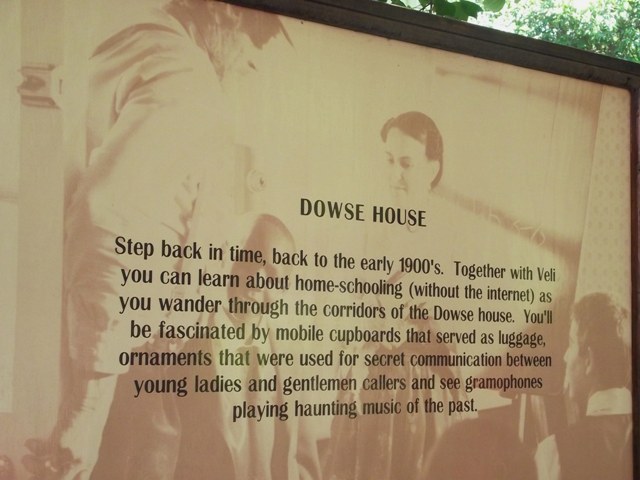 DOWSE HOUSE
Step back in time, back to the early 1900's. Together with Veli
you can learn about home-schooling (without the internet) as
you wander through the corridors of the Dowse house. You'll
be fascinated by mobile cupboards that served as luggage,
ornaments that were used for secret communication between
young ladies and gentlemen callers and see gramophones
playing haunting music of the past.